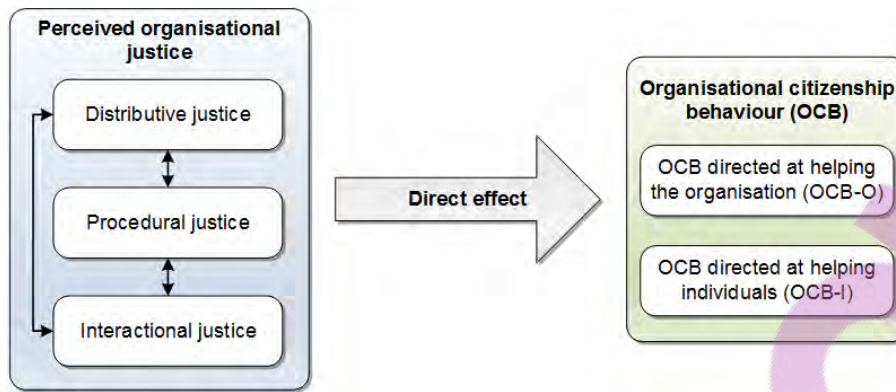 Perceived organisational
justice
Distributive justice
Procedural justice
Interactional justice
Direct effect
Organisational citizenship
behaviour (OCB)
OCB directed at helping
the organisation (OCB-O)
OCB directed at helping
individuals (OCB-I)